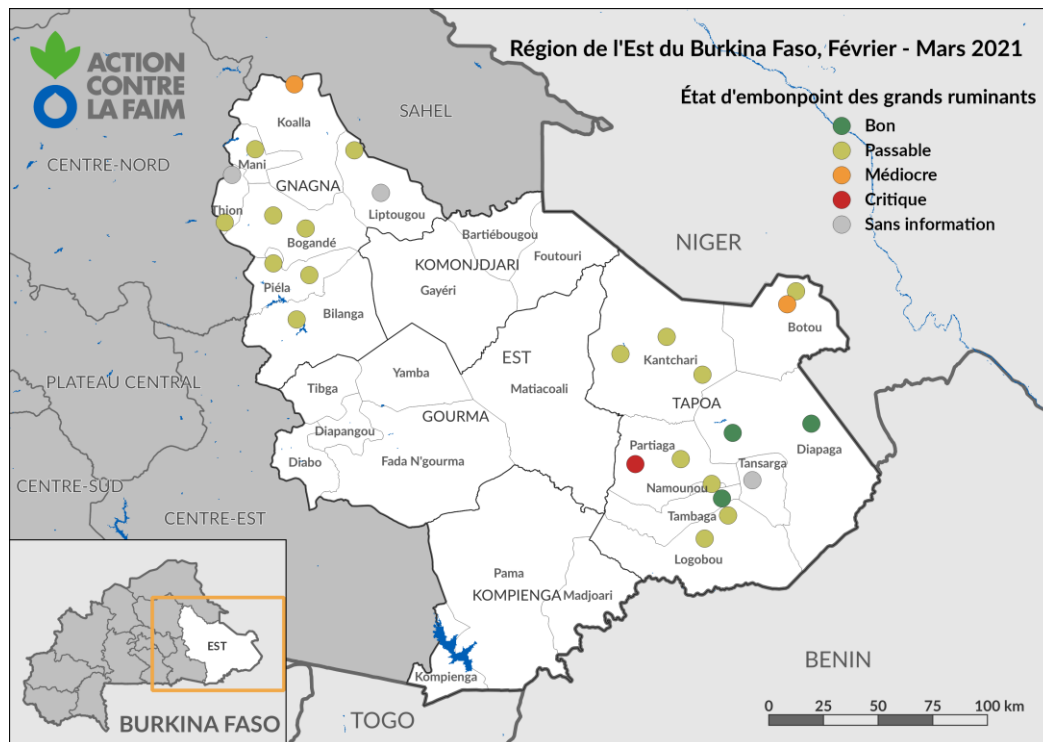 ACTION
CONTRE
LA FAIM
Région de l'Est du Burkina Faso, Février - Mars 2021
État d'embonpoint des grands ruminants
Bon
Passable
Médiocre
Critique
Sans information
SAHEL
Koalla
CENTRE-NORD
Mani
GNAGNA
Liptougou
Thion
Bogandé
Bartiébougou
Foutouri
NIGER
KOMONJDJARI
Piéla
Gayéri
Botou
Bilanga
EST
Kantchari
PLATEAU CENTRAL
Tibga
Yamba
Matiacoali
TAPOA
GOURMA
Diapangou
Partiaga
Diapaga
Diabo
Fada N'gourma
Tansarga
CENTRE-SUD
Namounou
CENTRE-EST
Tambaga
Logobou
Pama
KOMPIENGA
Madjoari
EST
BENIN
Kompienga
BURKINA FASO
TOGO
0 25 50 75 100 km